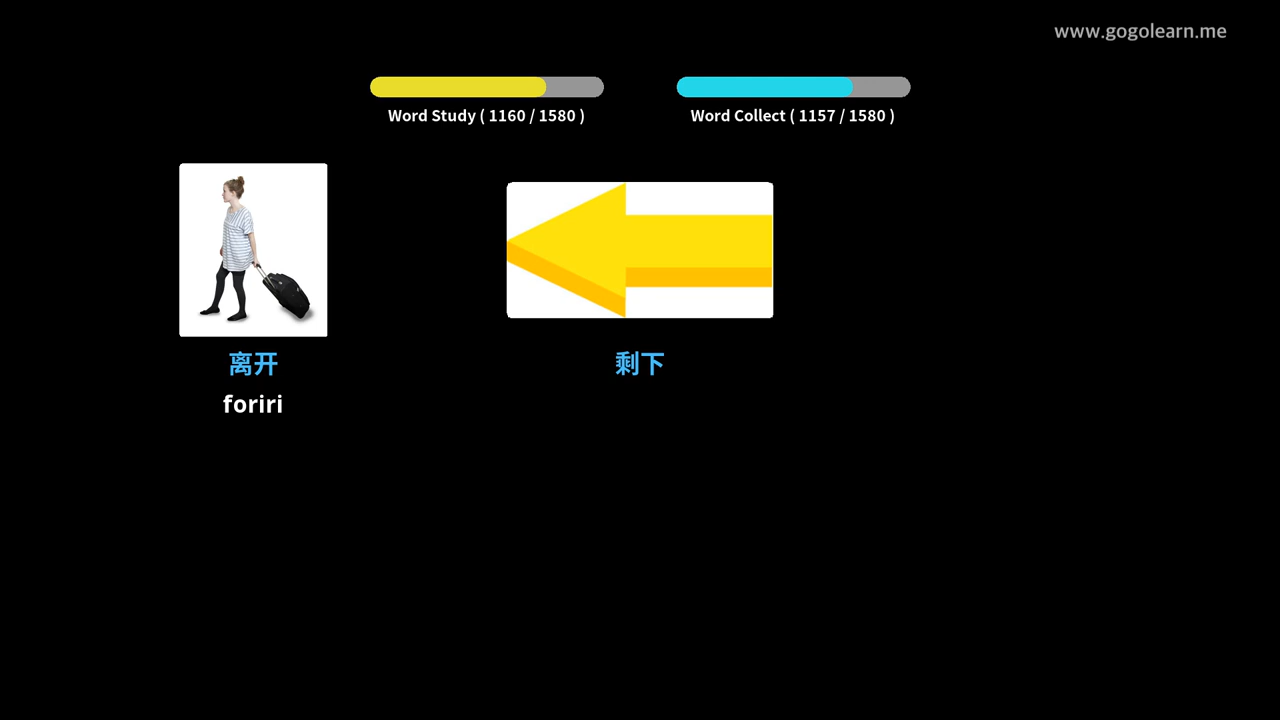 www.gogolearn.me
Word Study ( 1160 / 1580 )
Word Collect ( 1157 / 1580 )
离开
剩下
foriri